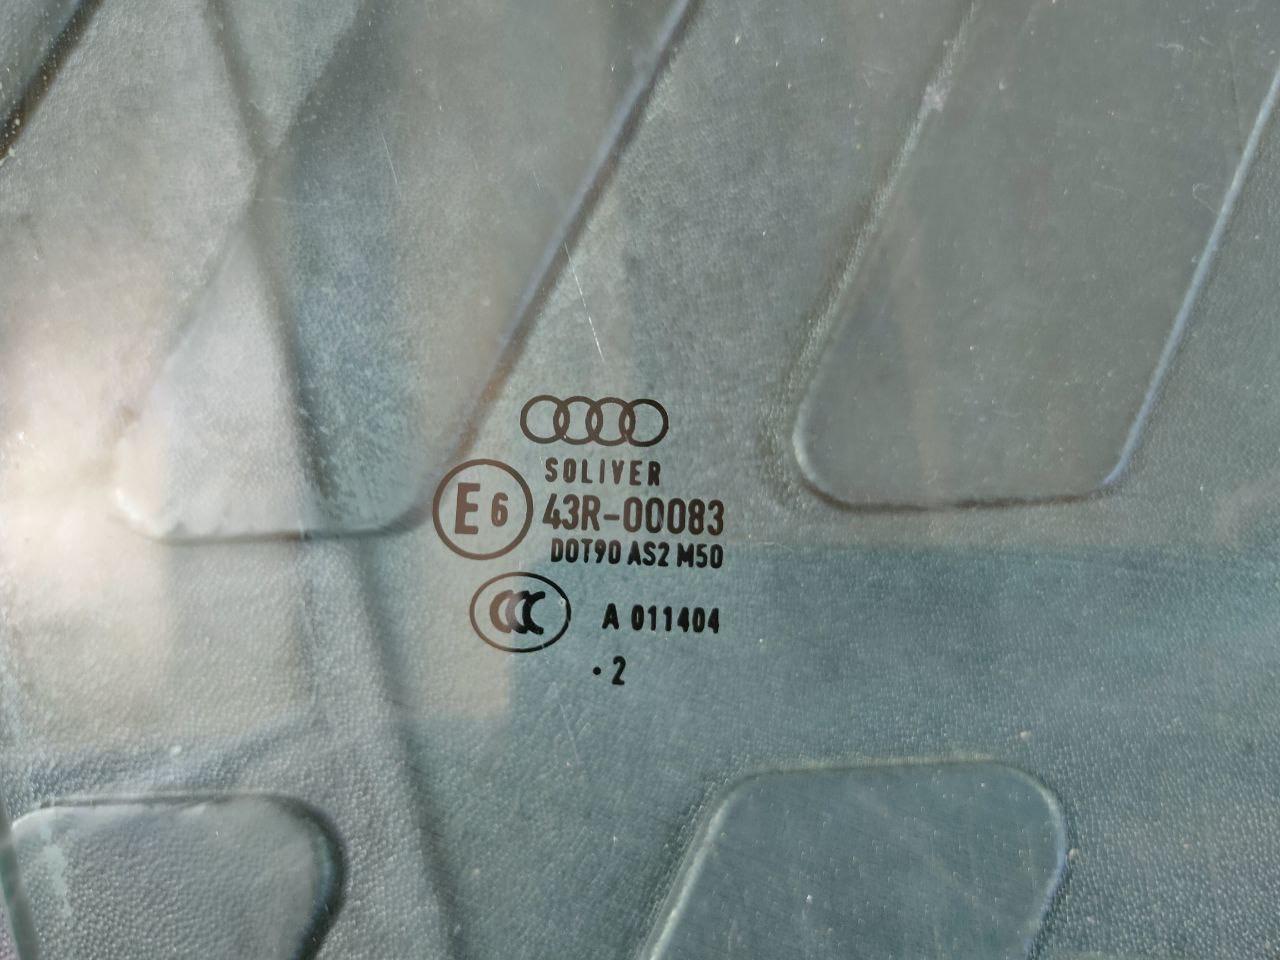 SOLIVER
E6 43R-00083
DOT90 AS2 M50
CCC A 011404
·2